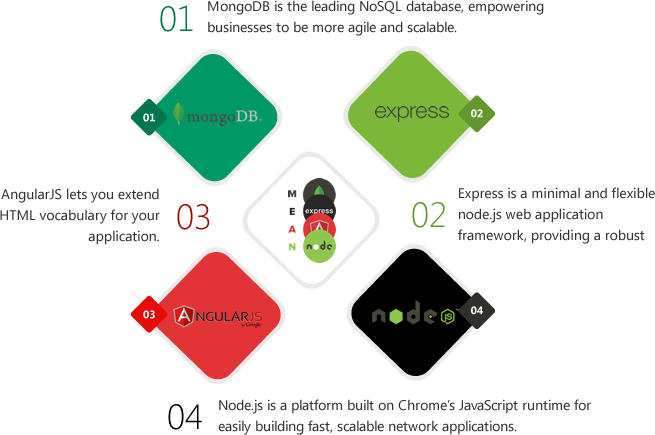 01
MongoDB is the leading NoSQL database, empowering
businesses to be more agile and scalable.
01
mongoDB
express
02
AngularJS lets you extend
HTML vocabulary for your
application.
03
M
E
A
N
express
node
02
Express is a minimal and flexible
node.js web application
framework, providing a robust
03
ANGULARJS
by Google
node
JS
04
04
Node.js is a platform built on Chrome’s JavaScript runtime for
easily building fast, scalable network applications.